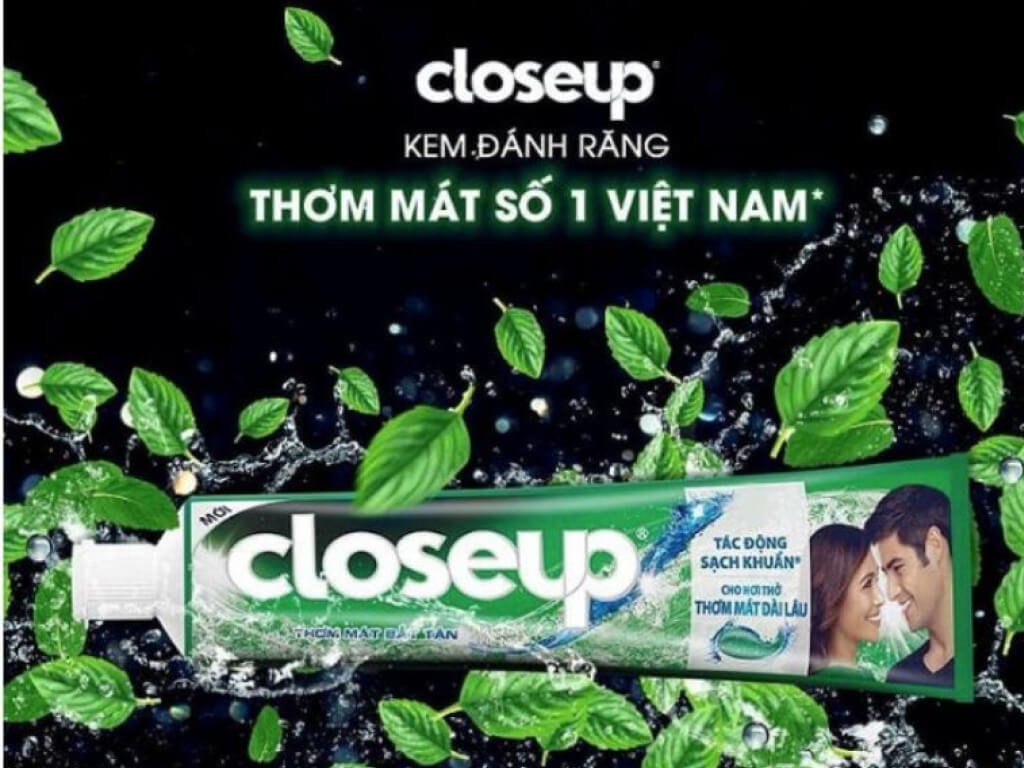 closeup®
KEM ĐÁNH RĂNG
THƠM MÁT SỐ 1 VIỆT NAM*
MỚI
closeup®
THƠM MÁT BẤT TẬN
TÁC ĐỘNG
SẠCH KHUẨN*
CHO HƠI THỞ
THƠM MÁT DÀI LÂU